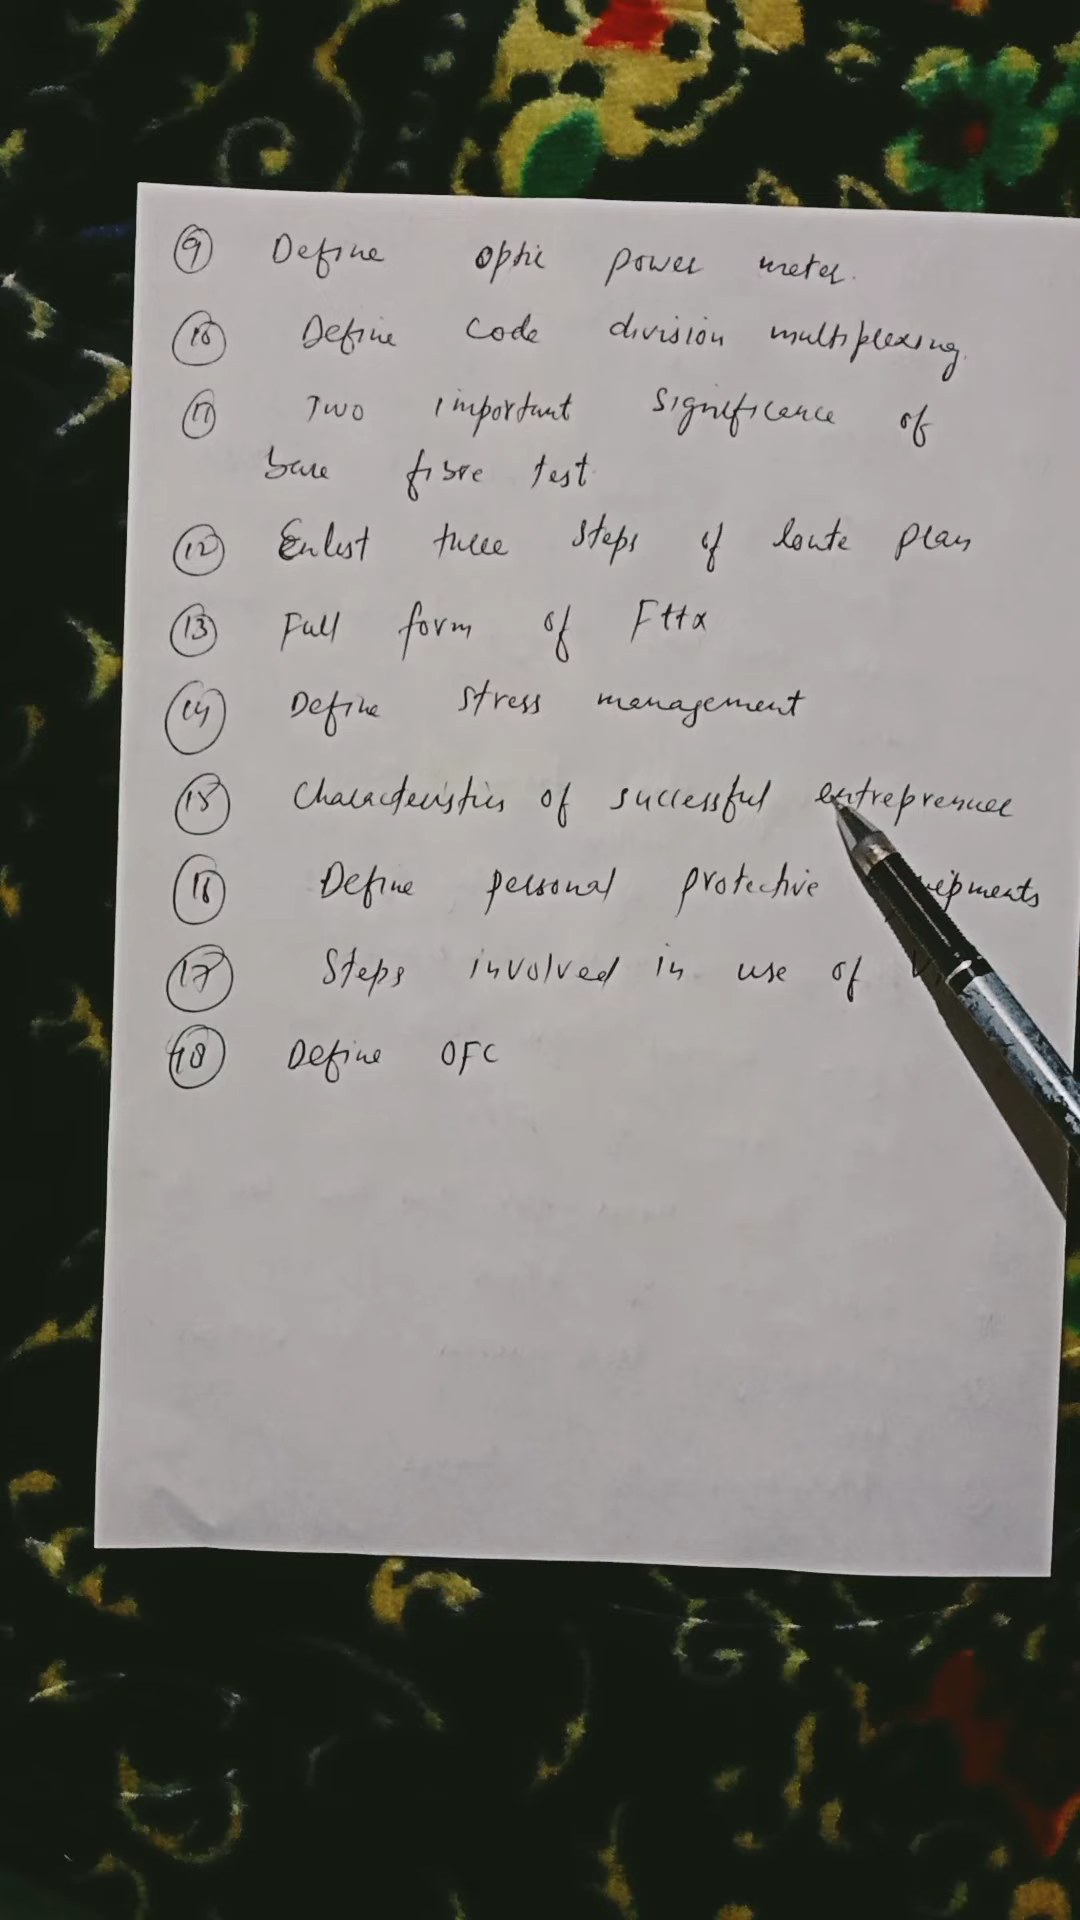 9 Define optic power meter.
10 Define code division multiplexing.
11 Two important significance of
bare fibre test
12 Enlist three steps of route plan
13 Full form of Fttx
14 Define stress management
15 Characteristics of successful entreprenuer
16 Define personal protective
17 Steps involved in use of
18 Define OFC